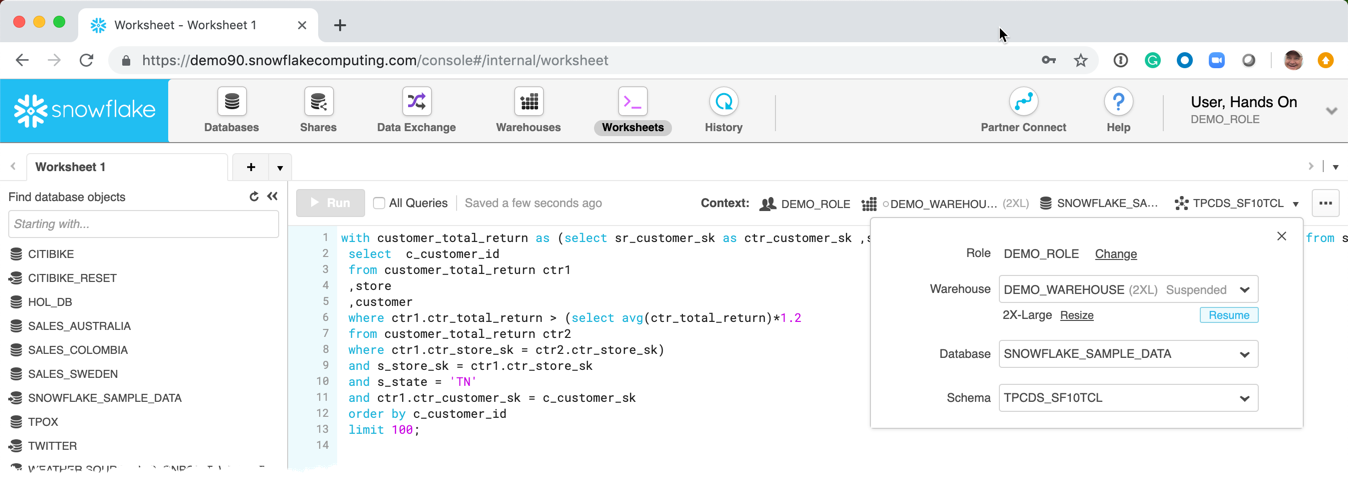 Worksheet - Worksheet 1
https://demo90.snowflakecomputing.com/console#/internal/worksheet
snowflake
Databases
Shares
Data Exchange
Warehouses
Worksheets
History
Partner Connect
Help
User, Hands On
DEMO_ROLE
Worksheet 1
Find database objects
Starting with...
CITIBIKE
CITIBIKE_RESET
HOL_DB
SALES_AUSTRALIA
SALES_COLOMBIA
SALES_SWEDEN
SNOWFLAKE_SAMPLE_DATA
TPOX
TWITTER
Run
All Queries
Saved a few seconds ago
Context:
DEMO_ROLE
DEMO_WAREHOU... (2XL)
SNOWFLAKE_SA...
TPCDS_SF10TCL
1 with customer_total_return as (select sr_customer_sk as ctr_customer_sk ,s from s
2 select c_customer_id
3 from customer_total_return ctr1
4 ,store
5 ,customer
6 where ctr1.ctr_total_return > (select avg(ctr_total_return)*1.2
7 from customer_total_return ctr2
8 where ctr1.ctr_store_sk = ctr2.ctr_store_sk)
9 and s_store_sk = ctr1.ctr_store_sk
10 and s_state = 'TN'
11 and ctr1.ctr_customer_sk = c_customer_sk
12 order by c_customer_id
13 limit 100;
14
Role DEMO_ROLE Change
Warehouse DEMO_WAREHOUSE (2XL) Suspended
2X-Large Resize Resume
Database SNOWFLAKE_SAMPLE_DATA
Schema TPCDS_SF10TCL